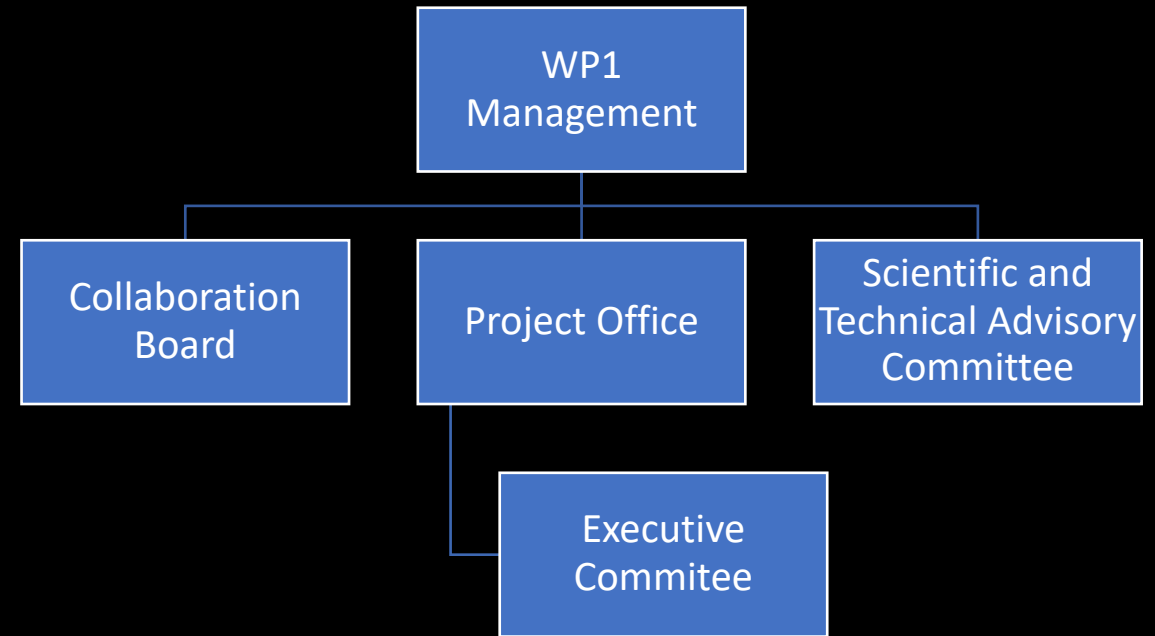 WP1
Management
Collaboration
Board
Project Office
Scientific and
Technical Advisory
Committee
Executive
Commitee